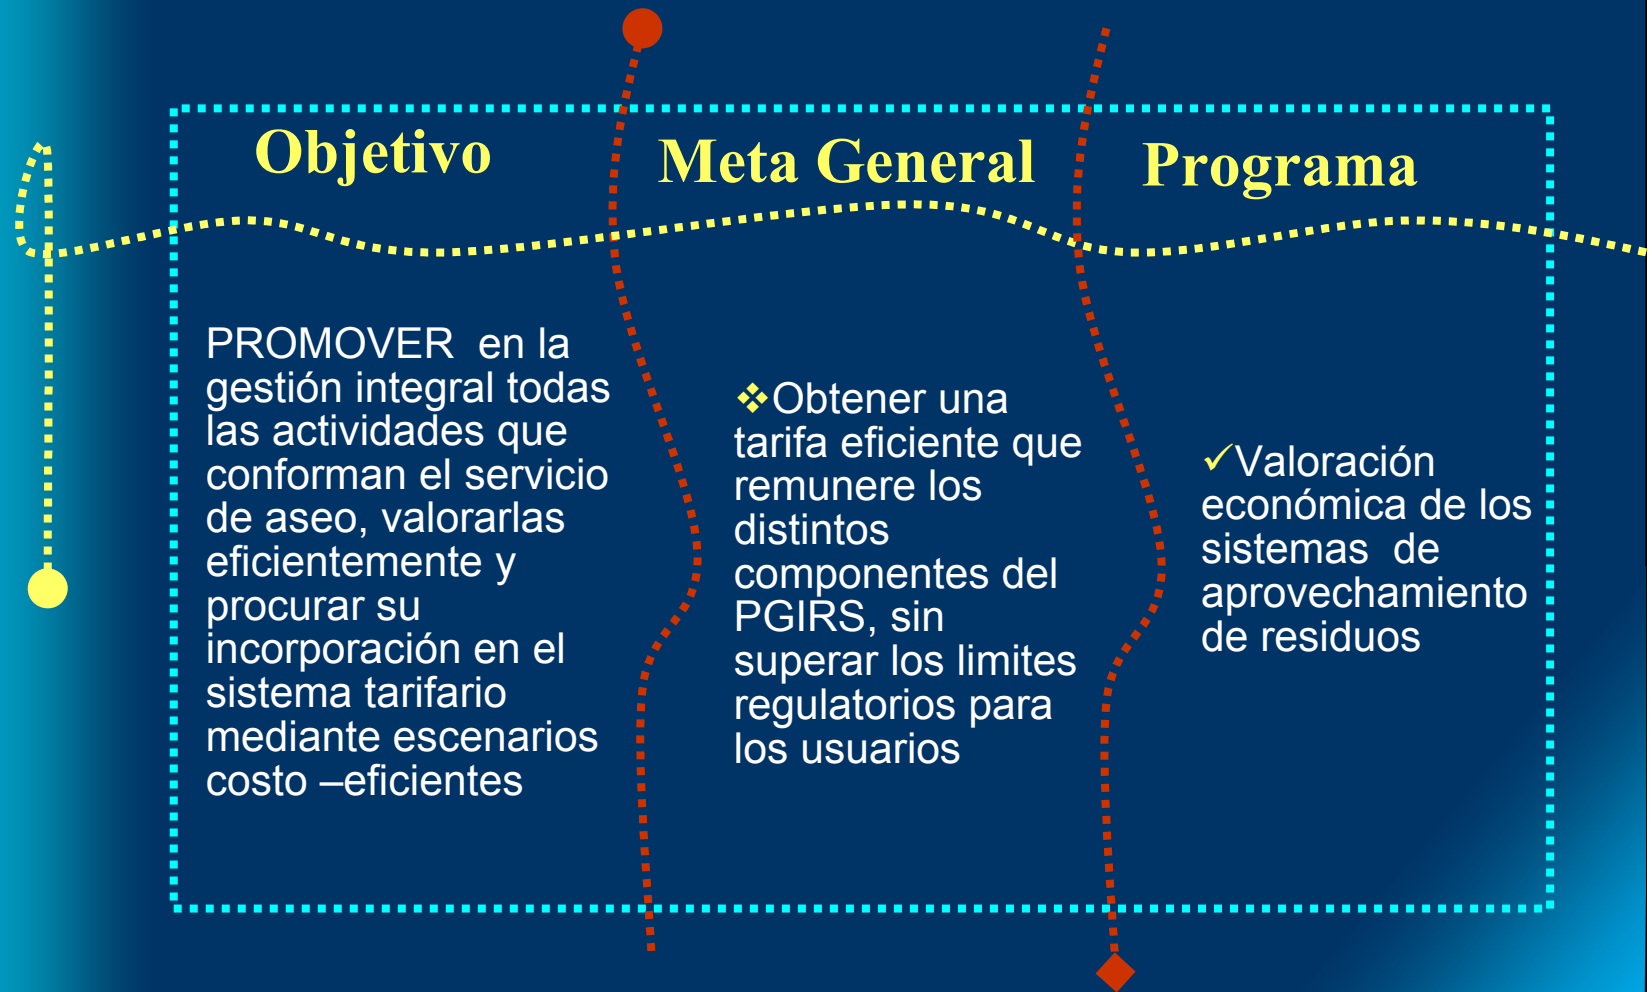 Objetivo
Meta General
Programa
PROMOVER  en la
gestión integral todas
las actividades que
conforman el servicio
de aseo, valorarlas
eficientemente y
procurar su
incorporación en el
sistema tarifario
mediante escenarios
costo –eficientes
❖Obtener una
tarifa eficiente que
remunere los
distintos
componentes del
PGIRS, sin
superar los limites
regulatorios para
los usuarios
✓Valoración
económica de los
sistemas  de
aprovechamiento
de residuos